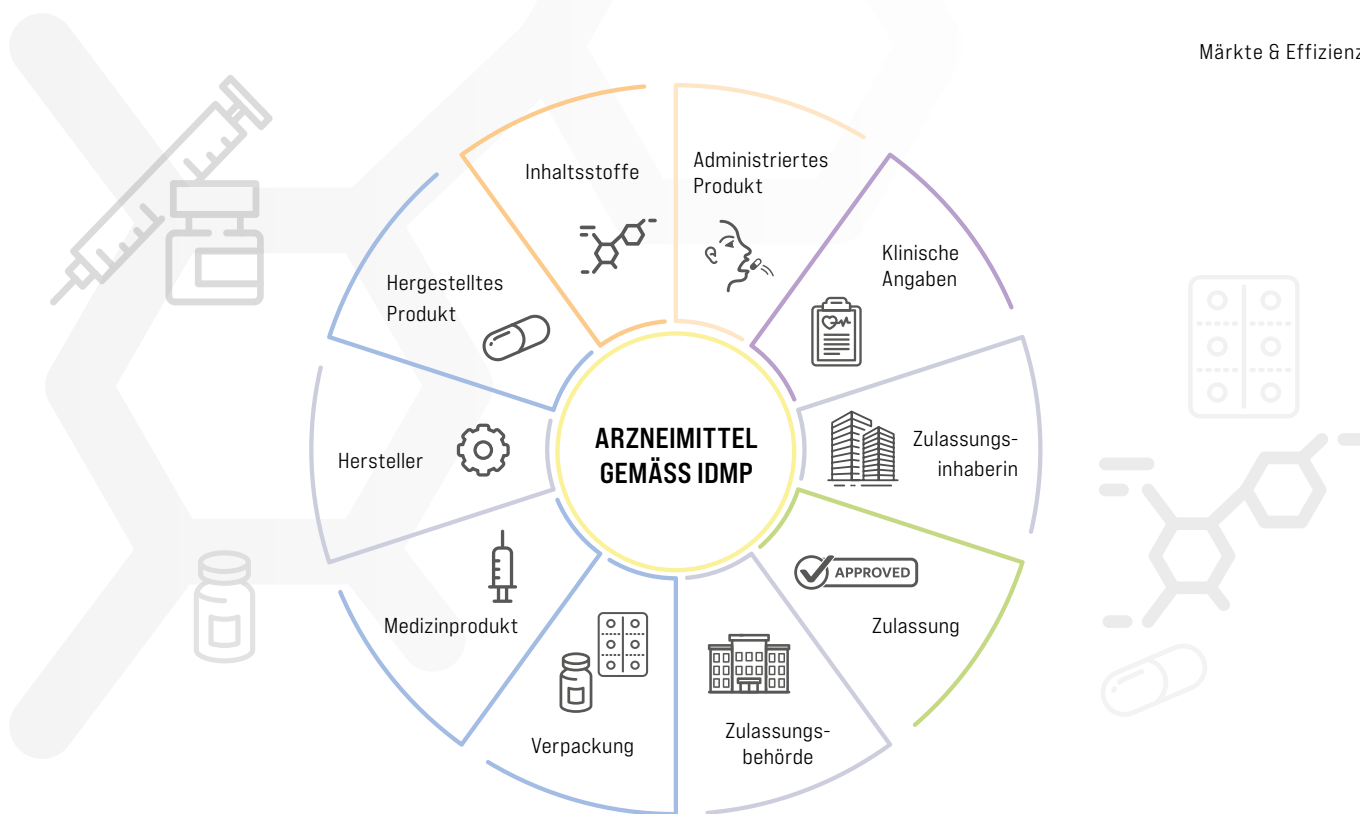 Märkte & Effizienz
Inhaltsstoffe
Administriertes
Produkt
Klinische
Angaben
Hergestelltes
Produkt
Zulassungs-
inhaberin
Hersteller
ARZNEIMITTEL
GEMÄSS IDMP
APPROVED
Zulassung
Medizinprodukt
Verpackung
Zulassungs-
behörde